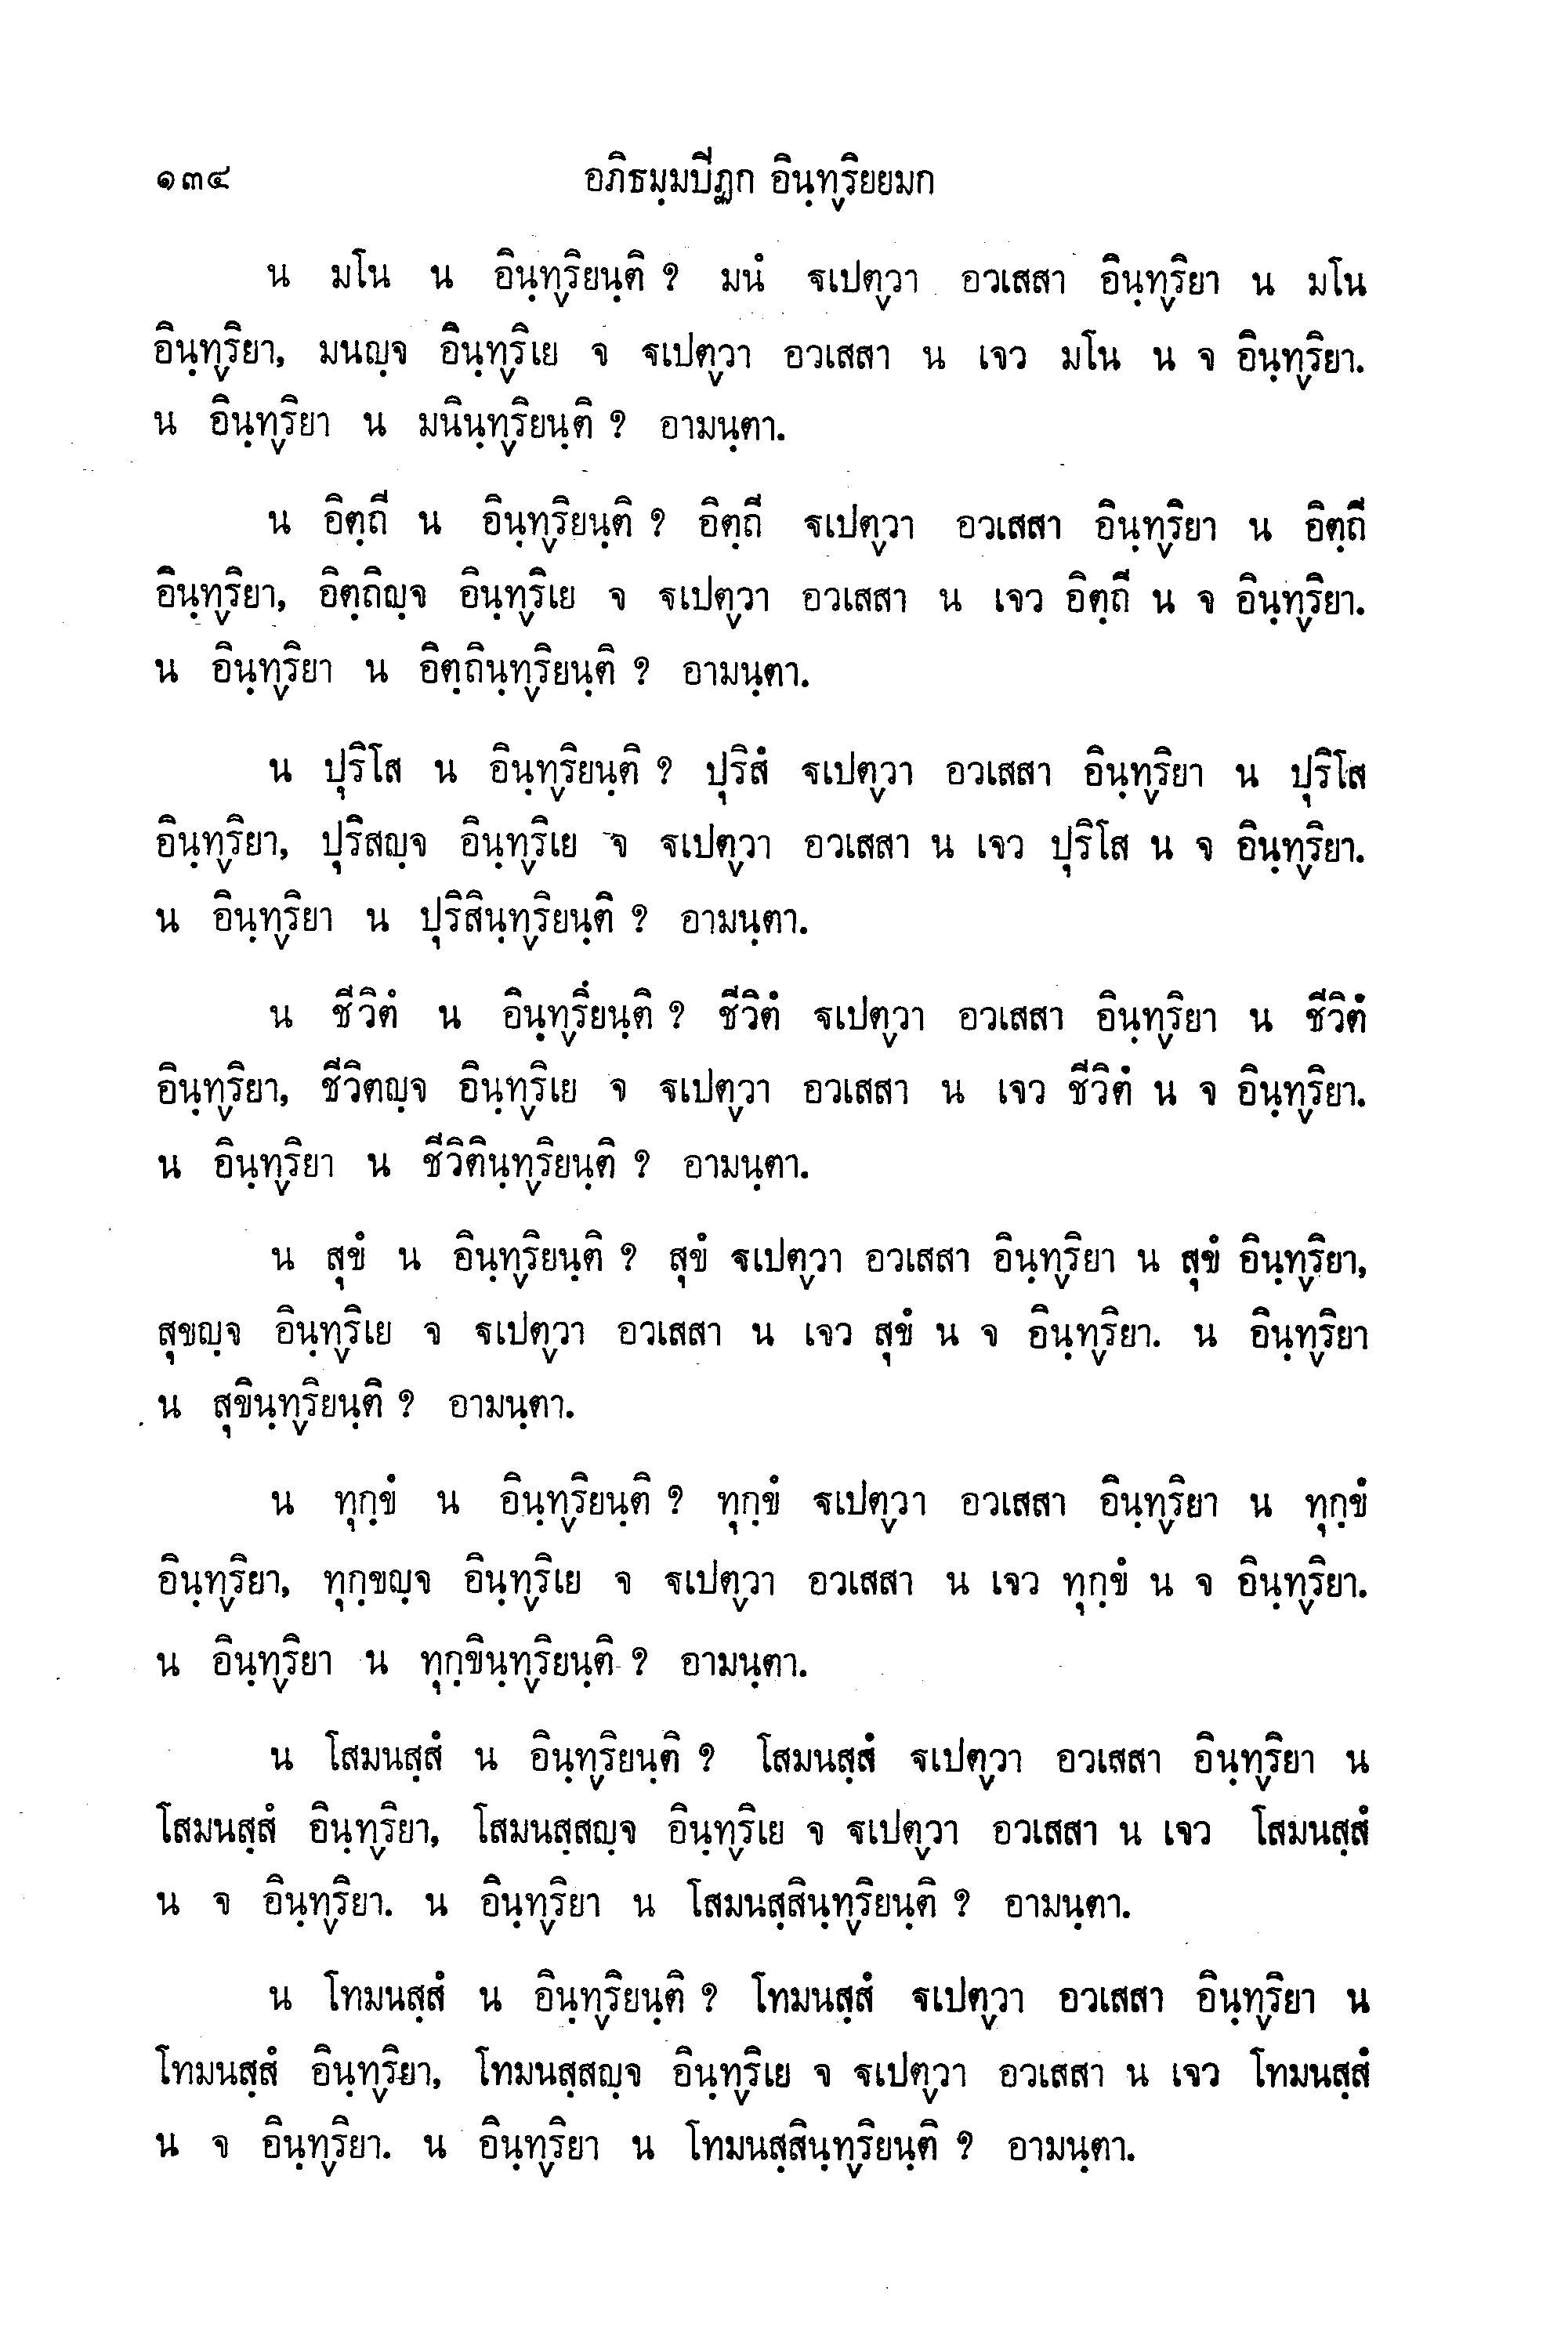 ๑๓๔ อภิธมฺมปิฏก อินฺท๎ริยยมก
น มโน น อินฺท๎ริยนฺติ ? มนํ ฐเปต๎วา อวเสสา อินฺท๎ริยา น มโน
อินฺท๎ริยา, มนญฺจ อินฺท๎ริเย จ ฐเปต๎วา อวเสสา น เจว มโน น จ อินฺท๎ริยา.
น อินฺท๎ริยา น มนินฺท๎ริยนฺติ ? อามนฺตา.
น อิตฺถี น อินฺท๎ริยนฺติ ? อิตฺถึ ฐเปต๎วา อวเสสา อินฺท๎ริยา น อิตฺถี
อินฺท๎ริยา, อิตฺถิญฺจ อินฺท๎ริเย จ ฐเปต๎วา อวเสสา น เจว อิตฺถี น จ อินฺท๎ริยา.
น อินฺท๎ริยา น อิตฺถินฺท๎ริยนฺติ ? อามนฺตา.
น ปุริโส น อินฺท๎ริยนฺติ ? ปุริสํ ฐเปต๎วา อวเสสา อินฺท๎ริยา น ปุริโส
อินฺท๎ริยา, ปุริสญฺจ อินฺท๎ริเย จ ฐเปต๎วา อวเสสา น เจว ปุริโส น จ อินฺท๎ริยา.
น อินฺท๎ริยา น ปุริสินฺท๎ริยนฺติ ? อามนฺตา.
น ชีวิตํ น อินฺท๎ริยนฺติ ? ชีวิตํ ฐเปต๎วา อวเสสา อินฺท๎ริยา น ชีวิตํ
อินฺท๎ริยา, ชีวิตญฺจ อินฺท๎ริเย จ ฐเปต๎วา อวเสสา น เจว ชีวิตํ น จ อินฺท๎ริยา.
น อินฺท๎ริยา น ชีวิตินฺท๎ริยนฺติ ? อามนฺตา.
น สุขํ น อินฺท๎ริยนฺติ ? สุขํ ฐเปต๎วา อวเสสา อินฺท๎ริยา น สุขํ อินฺท๎ริยา,
สุขญฺจ อินฺท๎ริเย จ ฐเปต๎วา อวเสสา น เจว สุขํ น จ อินฺท๎ริยา. น อินฺท๎ริยา
น สุขินฺท๎ริยนฺติ ? อามนฺตา.
น ทุกฺขํ น อินฺท๎ริยนฺติ ? ทุกฺขํ ฐเปต๎วา อวเสสา อินฺท๎ริยา น ทุกฺขํ
อินฺท๎ริยา, ทุกฺขญฺจ อินฺท๎ริเย จ ฐเปต๎วา อวเสสา น เจว ทุกฺขํ น จ อินฺท๎ริยา.
น อินฺท๎ริยา น ทุกฺขินฺท๎ริยนฺติ ? อามนฺตา.
น โสมนสฺสํ น อินฺท๎ริยนฺติ ? โสมนสฺสํ ฐเปต๎วา อวเสสา อินฺท๎ริยา น
โสมนสฺสํ อินฺท๎ริยา, โสมนสฺสญฺจ อินฺท๎ริเย จ ฐเปต๎วา อวเสสา น เจว โสมนสฺสํ
น จ อินฺท๎ริยา. น อินฺท๎ริยา น โสมนสฺสินฺท๎ริยนฺติ ? อามนฺตา.
น โทมนสฺสํ น อินฺท๎ริยนฺติ ? โทมนสฺสํ ฐเปต๎วา อวเสสา อินฺท๎ริยา น
โทมนสฺสํ อินฺท๎ริยา, โทมนสฺสญฺจ อินฺท๎ริเย จ ฐเปต๎วา อวเสสา น เจว โทมนสฺสํ
น จ อินฺท๎ริยา. น อินฺท๎ริยา น โทมนสฺสินฺท๎ริยนฺติ ? อามนฺตา.